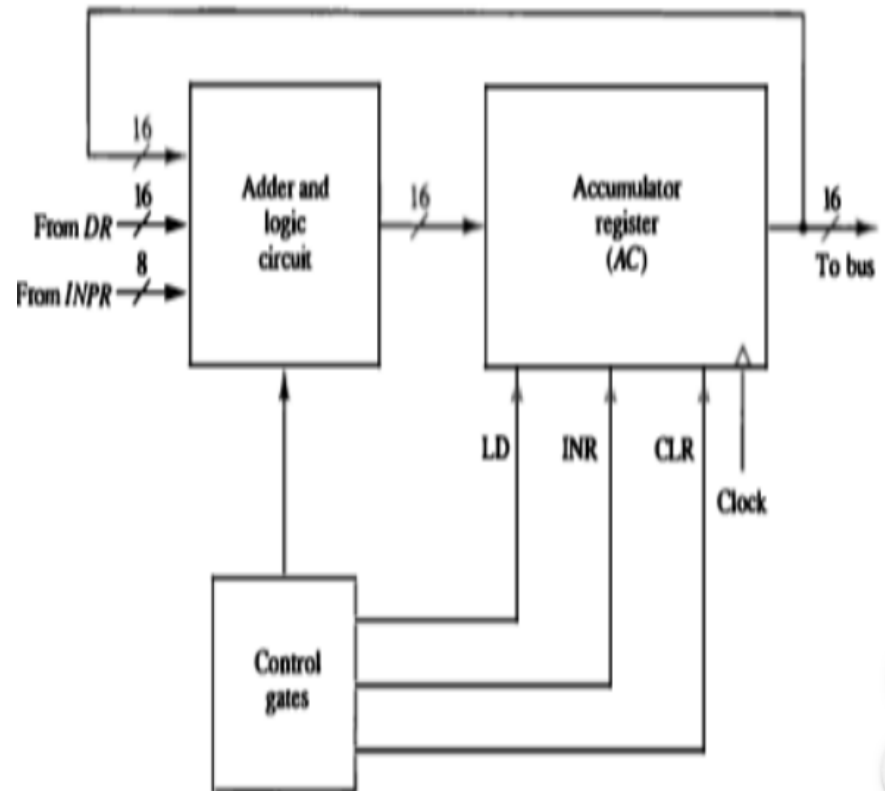 16
Adder and
logic
circuit
16
From DR
8
From INPR
16
Accumulator
register
(AC)
16
To bus
LD
INR
CLR
Clock
Control
gates